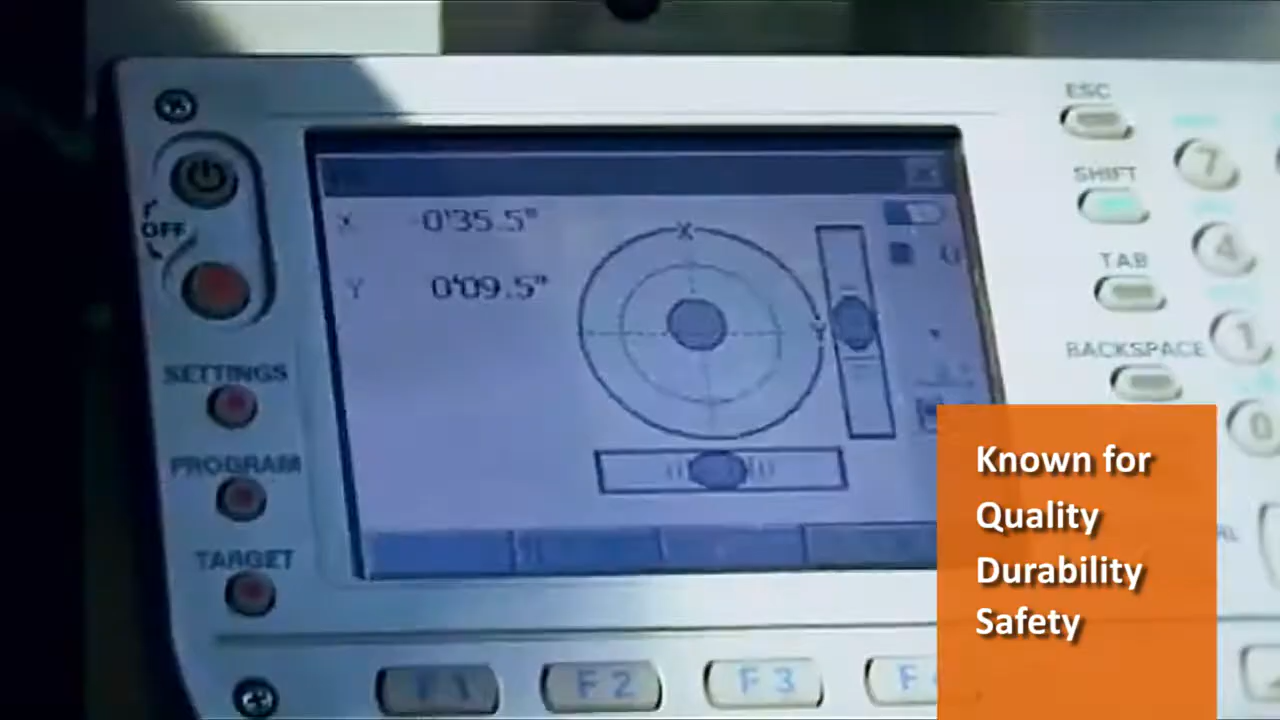 ESC
7
SHIFT
OFF
X -0'35.5"
X
4
TAB
Y 0'09.5"
Y
1
SETTINGS
BACKSPACE
0
PROGRAM
TARGET
F1 F2 F3
Known for
Quality
Durability
Safety